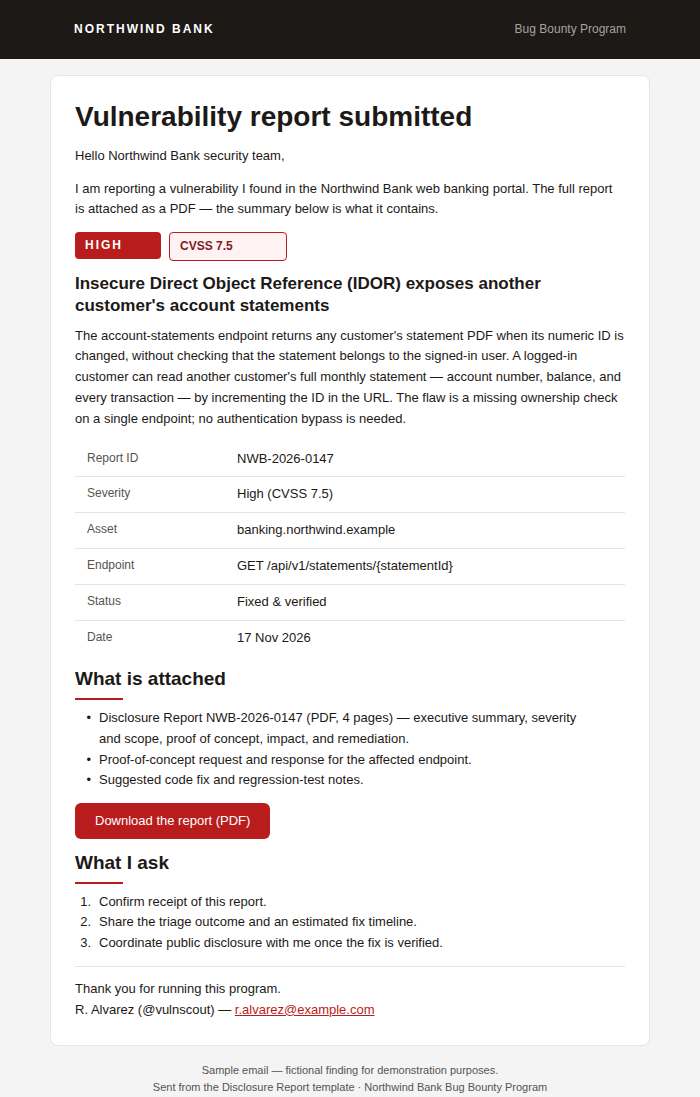 NORTHWIND BANK
Bug Bounty Program
Vulnerability report submitted
Hello Northwind Bank security team,
I am reporting a vulnerability I found in the Northwind Bank web banking portal. The full report
is attached as a PDF — the summary below is what it contains.
HIGH
CVSS 7.5
Insecure Direct Object Reference (IDOR) exposes another
customer's account statements
The account-statements endpoint returns any customer's statement PDF when its numeric ID is
changed, without checking that the statement belongs to the signed-in user. A logged-in
customer can read another customer's full monthly statement — account number, balance, and
every transaction — by incrementing the ID in the URL. The flaw is a missing ownership check
on a single endpoint; no authentication bypass is needed.
Report ID NWB-2026-0147
Severity High (CVSS 7.5)
Asset banking.northwind.example
Endpoint GET /api/v1/statements/{statementId}
Status Fixed & verified
Date 17 Nov 2026
What is attached
• Disclosure Report NWB-2026-0147 (PDF, 4 pages) — executive summary, severity
and scope, proof of concept, impact, and remediation.
• Proof-of-concept request and response for the affected endpoint.
• Suggested code fix and regression-test notes.
Download the report (PDF)
What I ask
1. Confirm receipt of this report.
2. Share the triage outcome and an estimated fix timeline.
3. Coordinate public disclosure with me once the fix is verified.
Thank you for running this program.
R. Alvarez (@vulnscout) — r.alvarez@example.com
Sample email — fictional finding for demonstration purposes.
Sent from the Disclosure Report template · Northwind Bank Bug Bounty Program